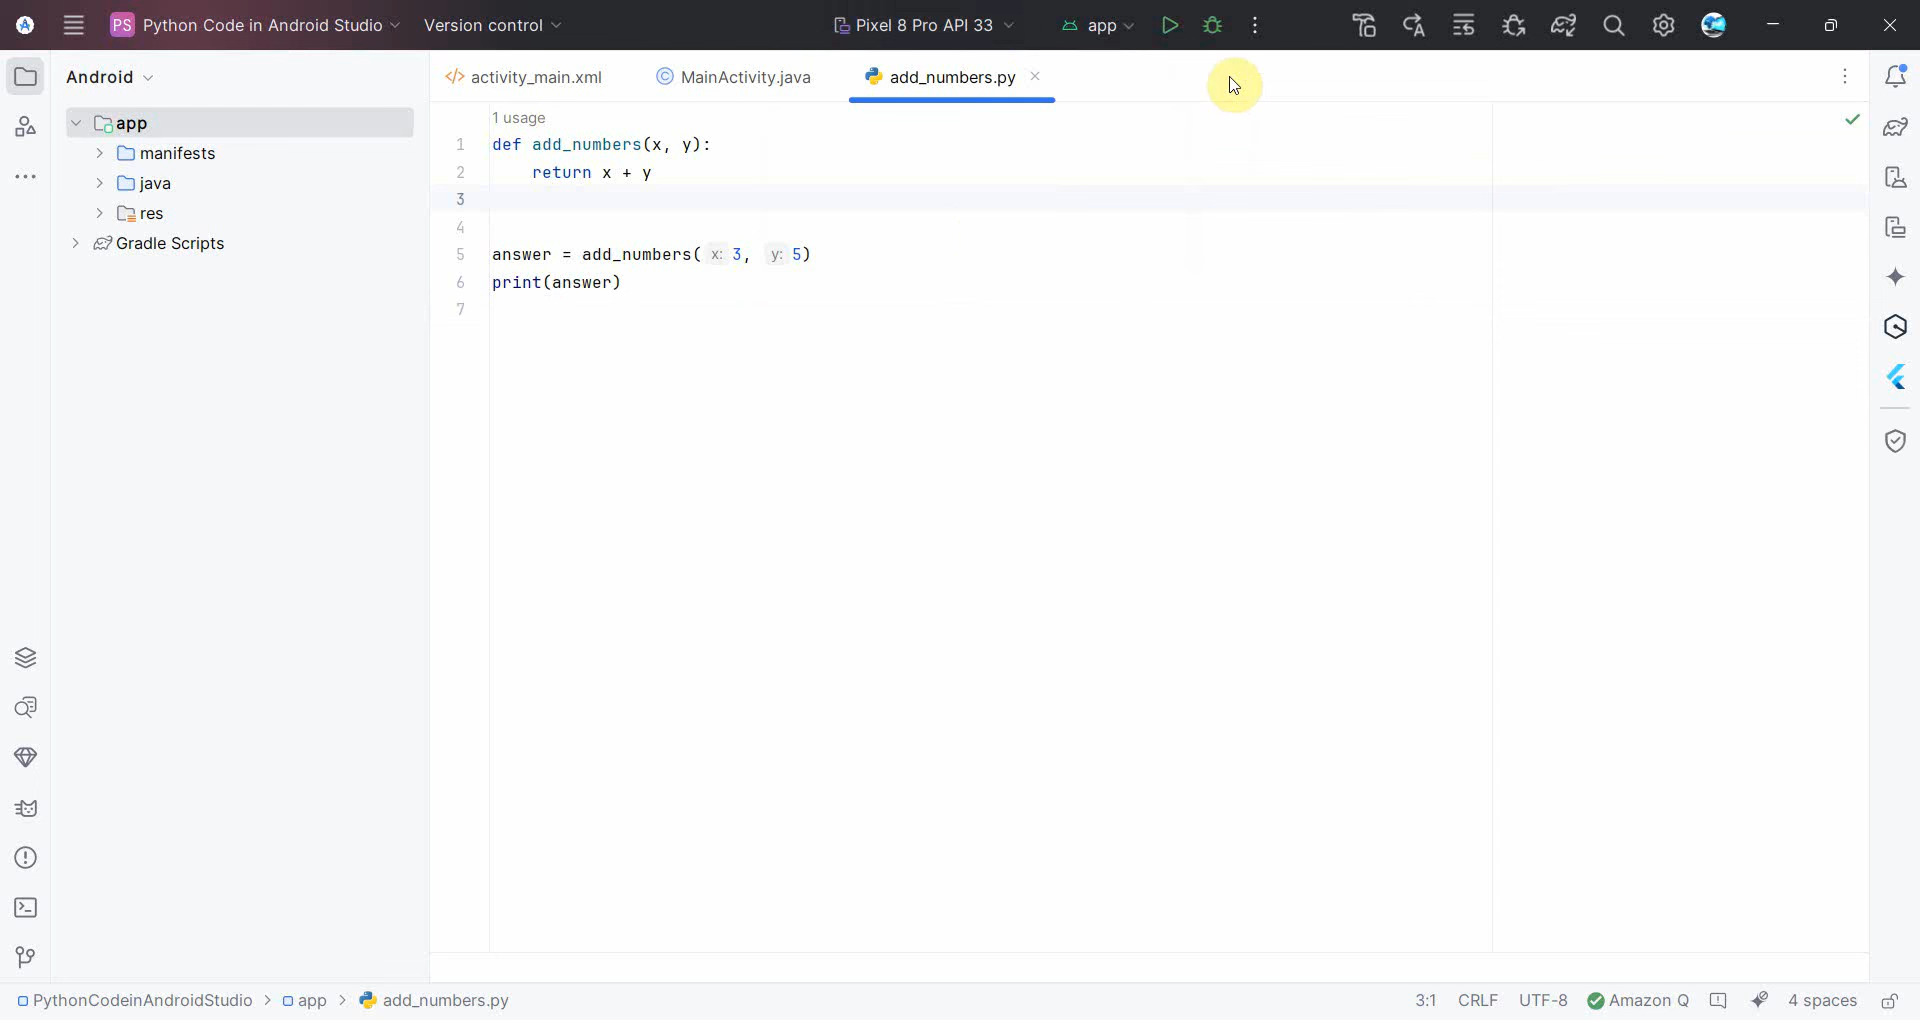 PS Python Code in Android Studio Version control Pixel 8 Pro API 33 app
Android
activity_main.xml MainActivity.java add_numbers.py
app
manifests
java
res
Gradle Scripts
1 usage
1 def add_numbers(x, y):
2 return x + y
3
4
5 answer = add_numbers( x: 3, y: 5)
6 print(answer)
7
PythonCodeinAndroidStudio > app > add_numbers.py 3:1 CRLF UTF-8 Amazon Q 4 spaces